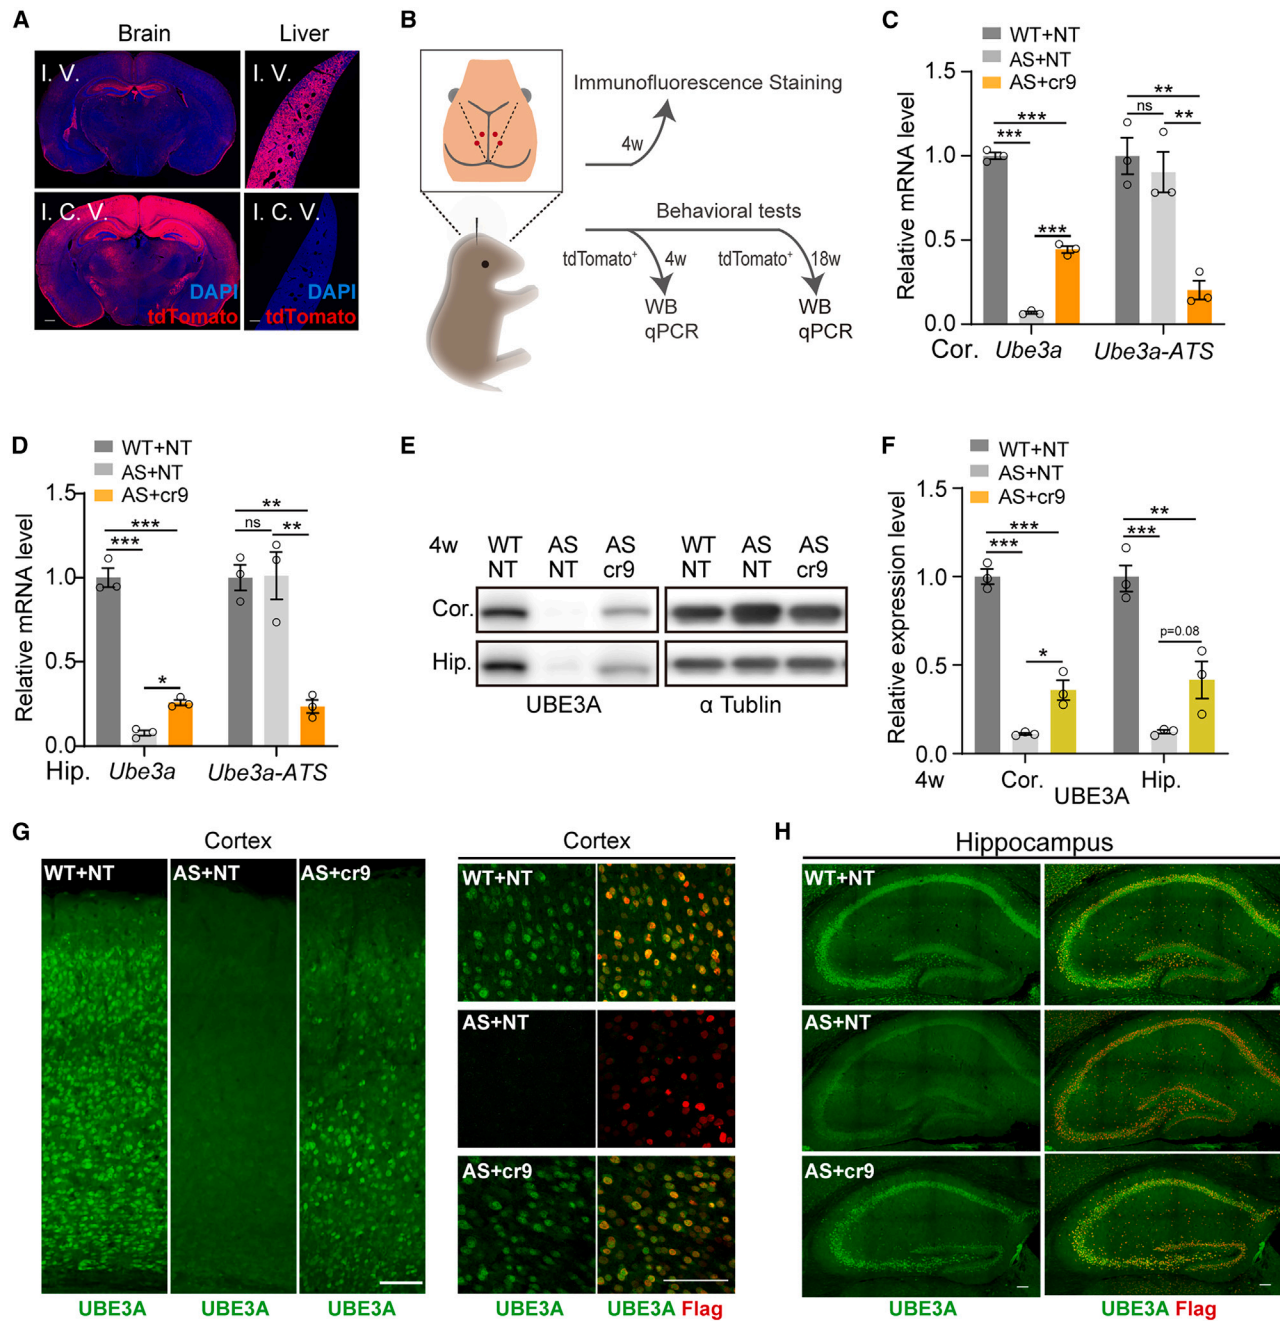 A
Brain
Liver
I. V.
I. V.
I. C. V.
I. C. V.
DAPI
tdTomato
DAPI
tdTomato
B
Immunofluorescence Staining
4w
Behavioral tests
tdTomato+
4w
tdTomato+
18w
WB
qPCR
WB
qPCR
C
WT+NT
AS+NT
AS+cr9
Relative mRNA level
1.5
1.0
0.5
0.0
***
***
***
**
ns
**
Cor.
Ube3a
Ube3a-ATS
D
WT+NT
AS+NT
AS+cr9
Relative mRNA level
1.5
1.0
0.5
0.0
***
***
*
**
ns
**
Hip.
Ube3a
Ube3a-ATS
E
4w
WT AS AS WT AS AS
NT NT cr9 NT NT cr9
Cor.
Hip.
UBE3A
α Tublin
F
WT+NT
AS+NT
AS+cr9
Relative expression level
1.5
1.0
0.5
0.0
***
***
*
**
***
p=0.08
4w
Cor.
Hip.
UBE3A
G
Cortex
WT+NT
AS+NT
AS+cr9
UBE3A
UBE3A
UBE3A
Cortex
WT+NT
AS+NT
AS+cr9
UBE3A
UBE3A Flag
H
Hippocampus
WT+NT
AS+NT
AS+cr9
UBE3A
UBE3A Flag